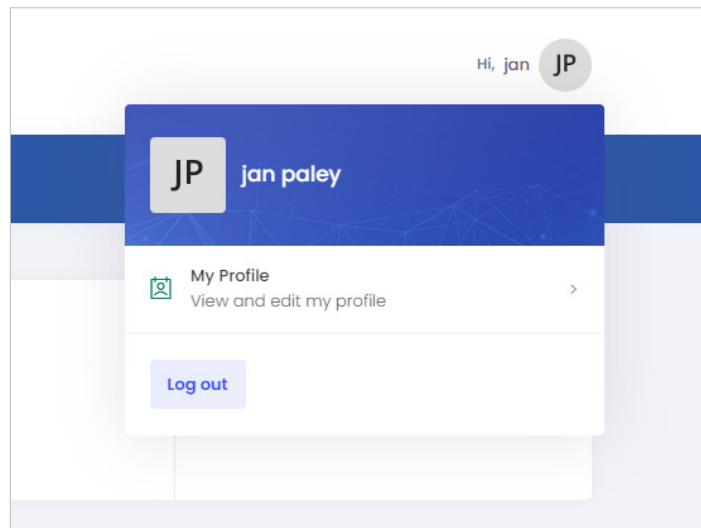 Hi, jan JP
JP jan paley
My Profile
View and edit my profile
Log out